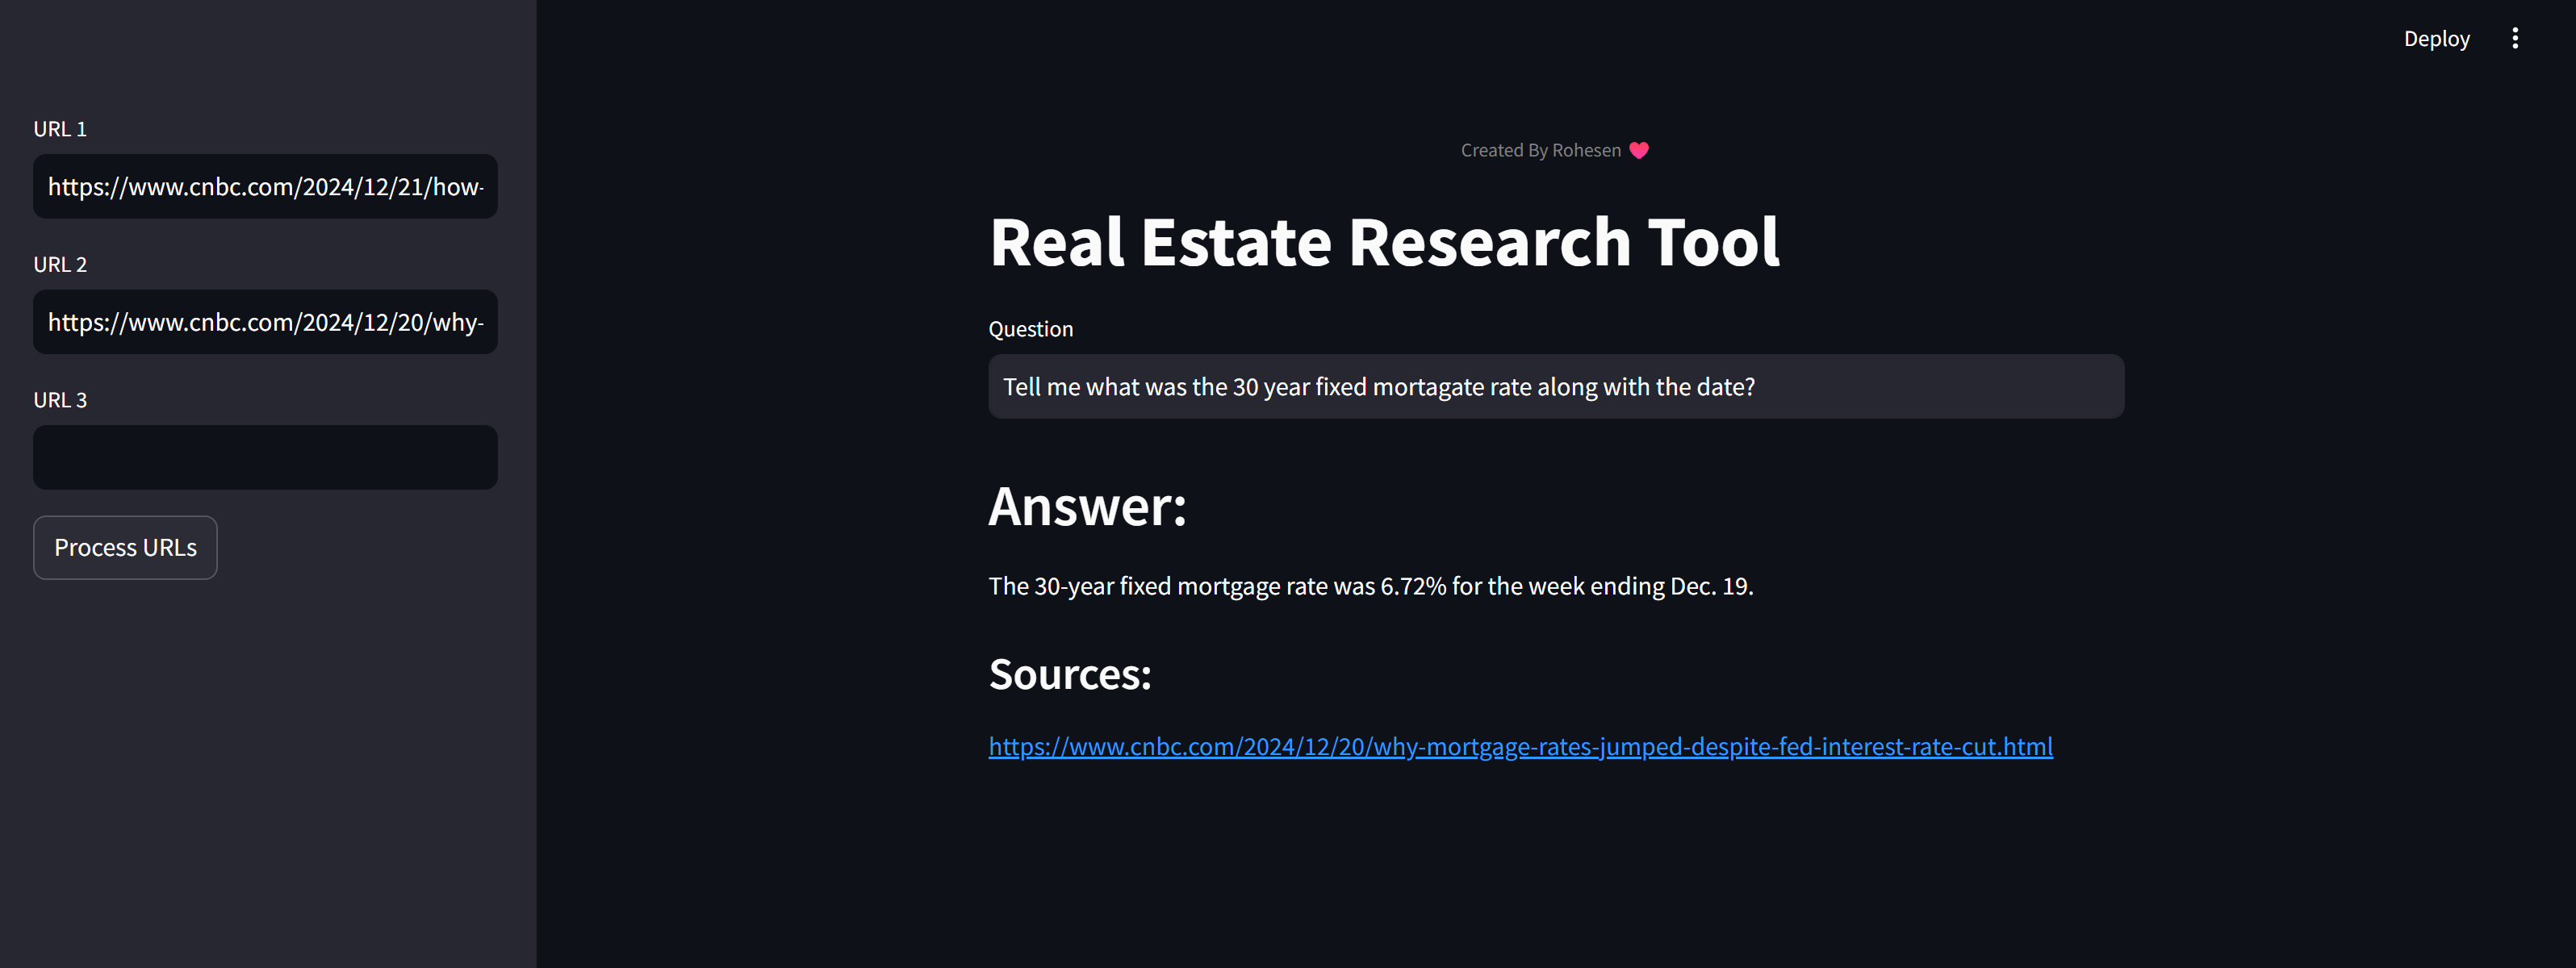 Deploy
URL 1
https://www.cnbc.com/2024/12/21/how-
URL 2
https://www.cnbc.com/2024/12/20/why-
URL 3
Process URLs
Created By Rohesen
Real Estate Research Tool
Question
Tell me what was the 30 year fixed mortagate rate along with the date?
Answer:
The 30-year fixed mortgage rate was 6.72% for the week ending Dec. 19.
Sources:
https://www.cnbc.com/2024/12/20/why-mortgage-rates-jumped-despite-fed-interest-rate-cut.html